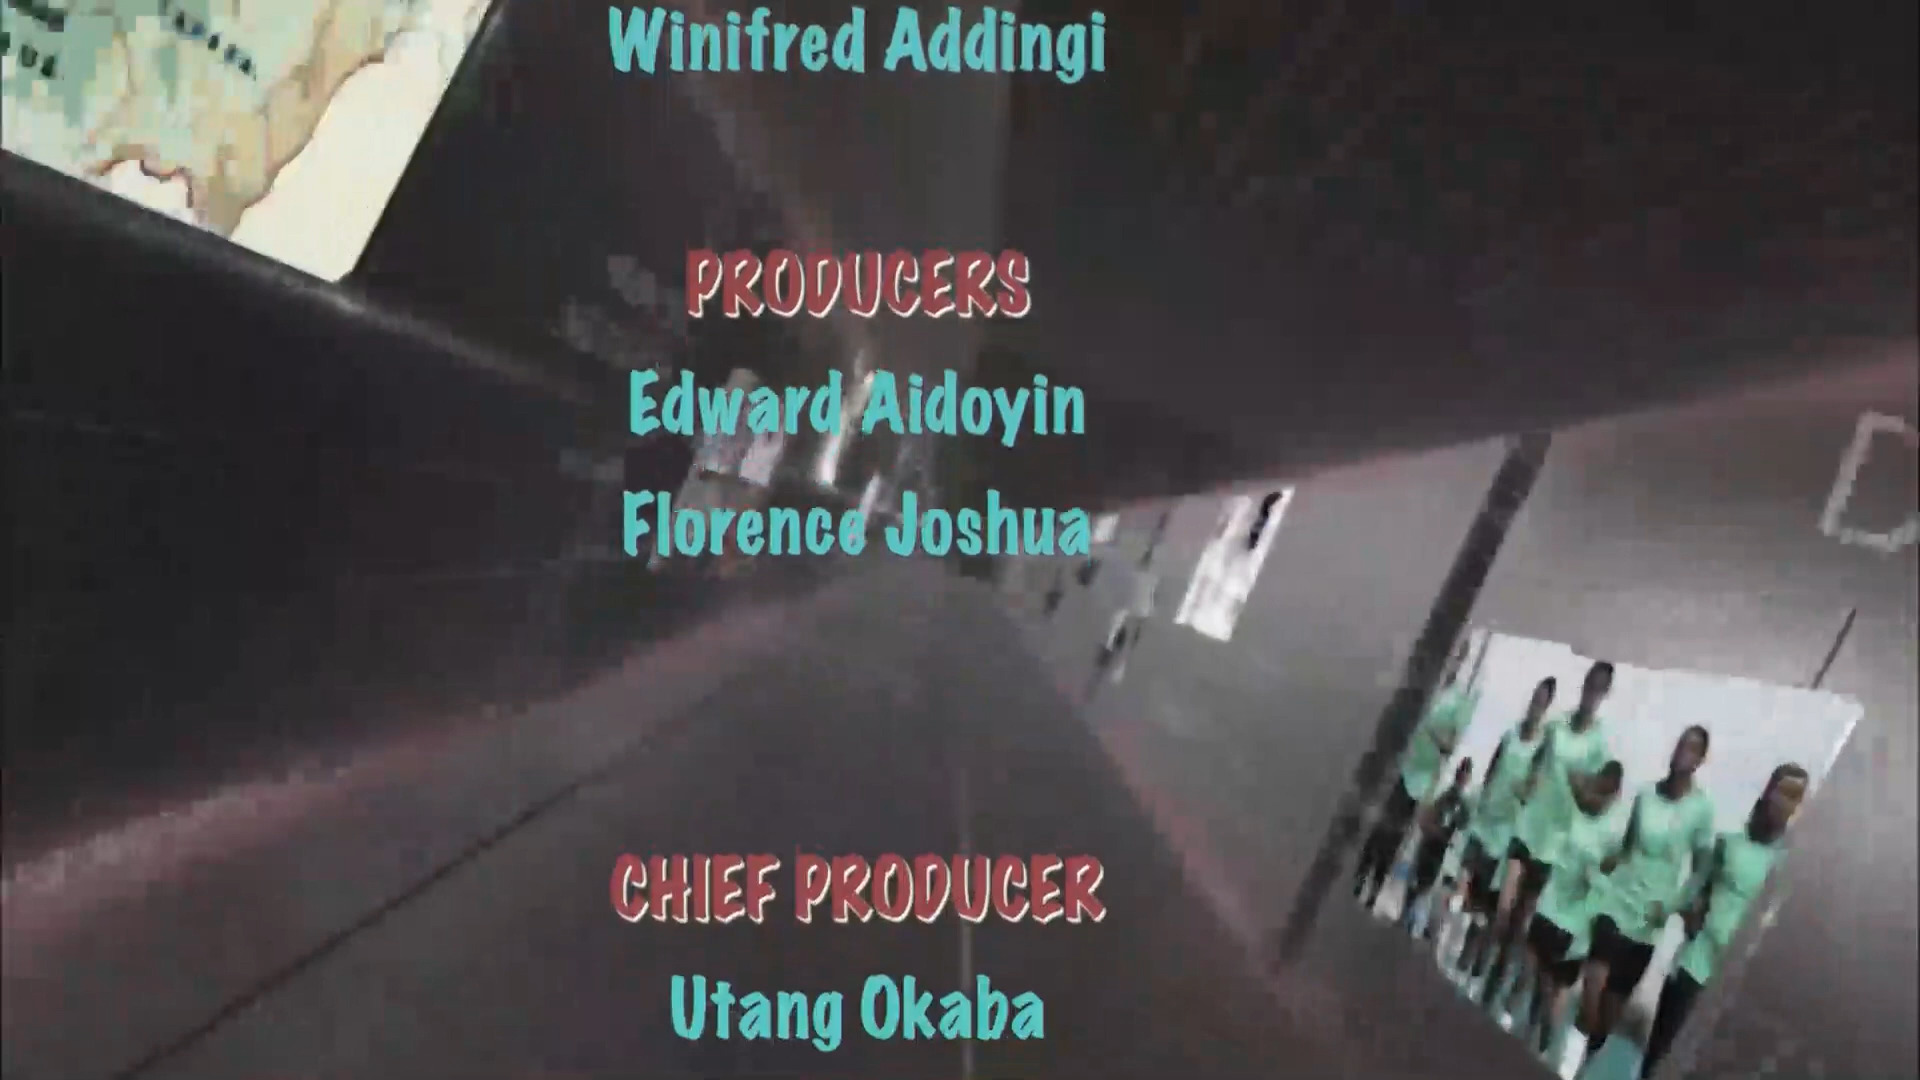 Winifred Addingi
PRODUCERS
Edward Aidoyin
Florence Joshua
CHIEF PRODUCER
Utang Okaba